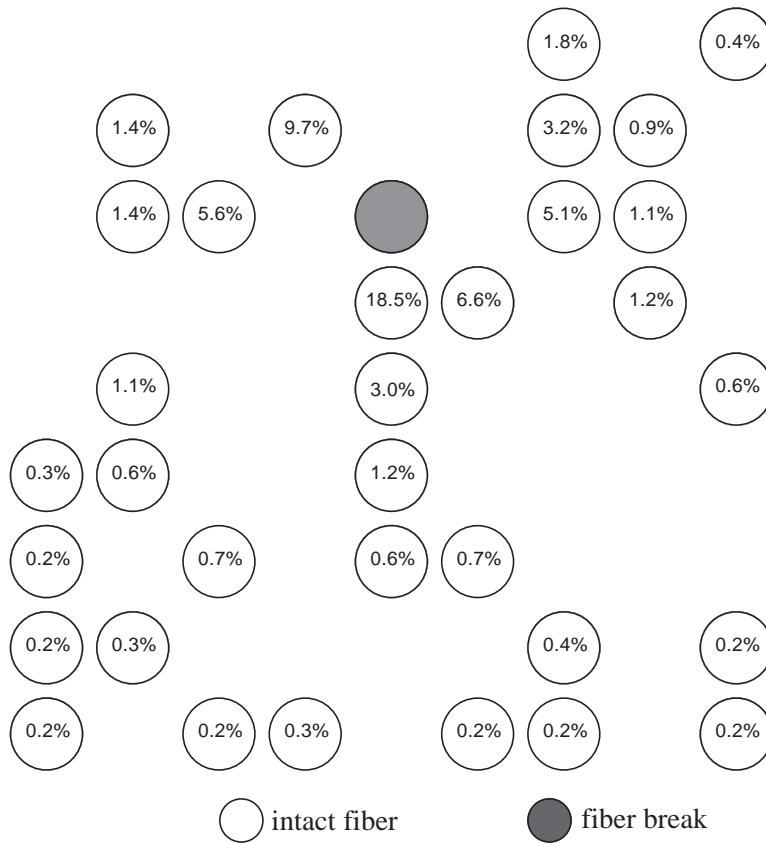 1.8% 0.4%
1.4% 9.7% 3.2% 0.9%
1.4% 5.6% 5.1% 1.1%
18.5% 6.6% 1.2%
1.1% 3.0% 0.6%
0.3% 0.6% 1.2%
0.2% 0.7% 0.6% 0.7%
0.2% 0.3% 0.4% 0.2%
0.2% 0.2% 0.3% 0.2% 0.2% 0.2%
intact fiber fiber break